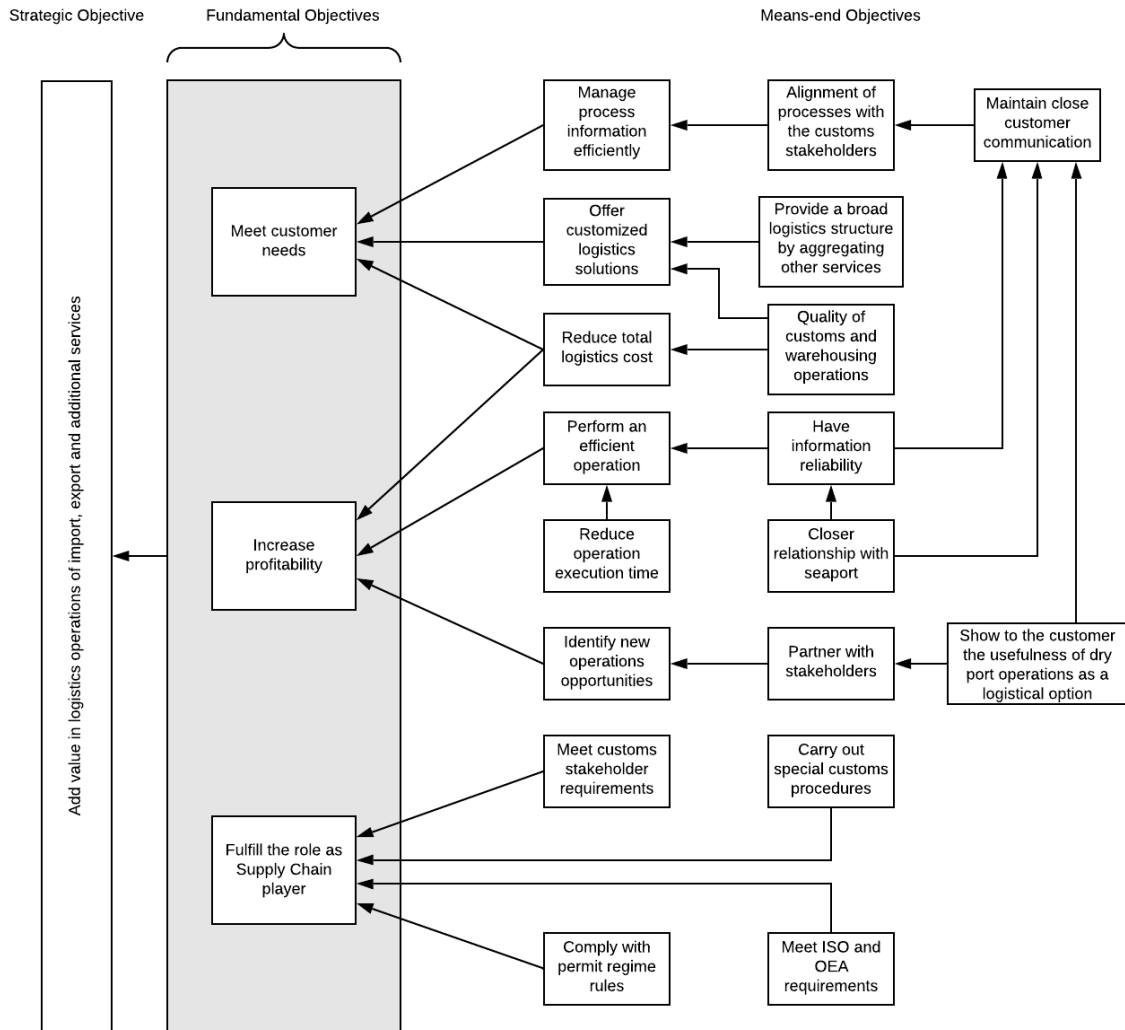 Strategic Objective
Fundamental Objectives
Means-end Objectives
Add value in logistics operations of import, export and additional services
Meet customer
needs
Increase
profitability
Fulfill the role as
Supply Chain
player
Manage
process
information
efficiently
Alignment of
processes with
the customs
stakeholders
Maintain close
customer
communication
Offer
customized
logistics
solutions
Provide a broad
logistics structure
by aggregating
other services
Reduce total
logistics cost
Quality of
customs and
warehousing
operations
Perform an
efficient
operation
Have
information
reliability
Reduce
operation
execution time
Closer
relationship with
seaport
Identify new
operations
opportunities
Partner with
stakeholders
Show to the customer
the usefulness of dry
port operations as a
logistical option
Meet customs
stakeholder
requirements
Carry out
special customs
procedures
Comply with
permit regime
rules
Meet ISO and
OEA
requirements